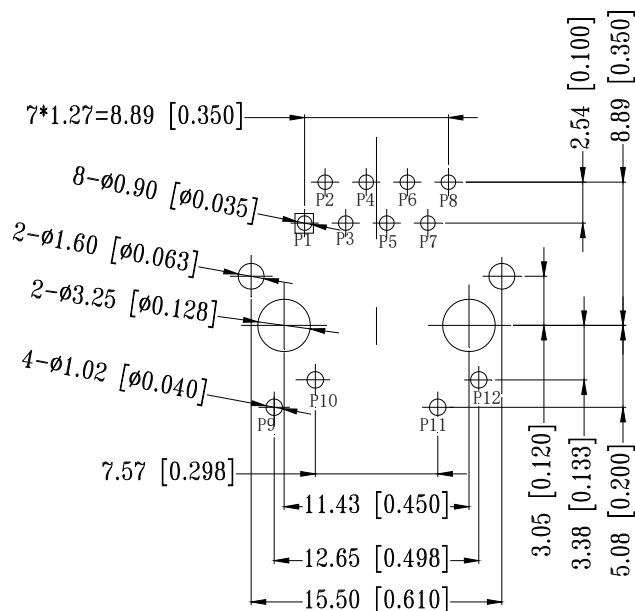 2.54 [0.100]
8.89 [0.350]
7*1.27=8.89 [0.350]
P2 P4 P6 P8
8-ø0.90 [ø0.035]
P1 P3 P5 P7
2-ø1.60 [ø0.063]
2-ø3.25 [ø0.128]
4-ø1.02 [ø0.040]
P10 P12
P9 P11
7.57 [0.298]
11.43 [0.450]
12.65 [0.498]
15.50 [0.610]
3.05 [0.120]
3.38 [0.133]
5.08 [0.200]